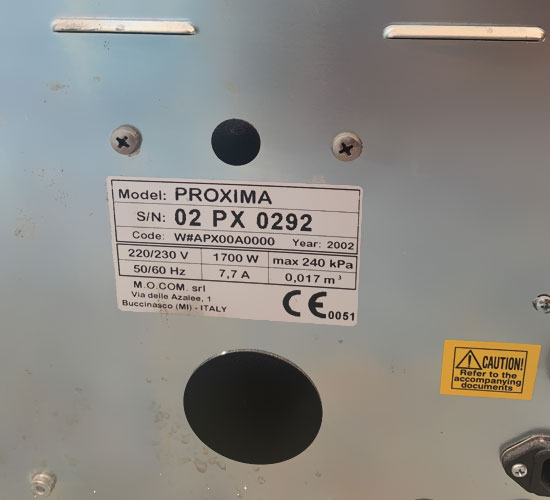 Model: PROXIMA
S/N: 02 PX 0292
Code: W#APX00A0000 Year: 2002
220/230 V 1700 W max 240 kPa
50/60 Hz 7,7 A 0,017 m³
M.O.COM. srl
Via delle Azalee, 1
Buccinasco (MI) - ITALY
CE 0051
CAUTION!
Refer to the
accompanying
documents